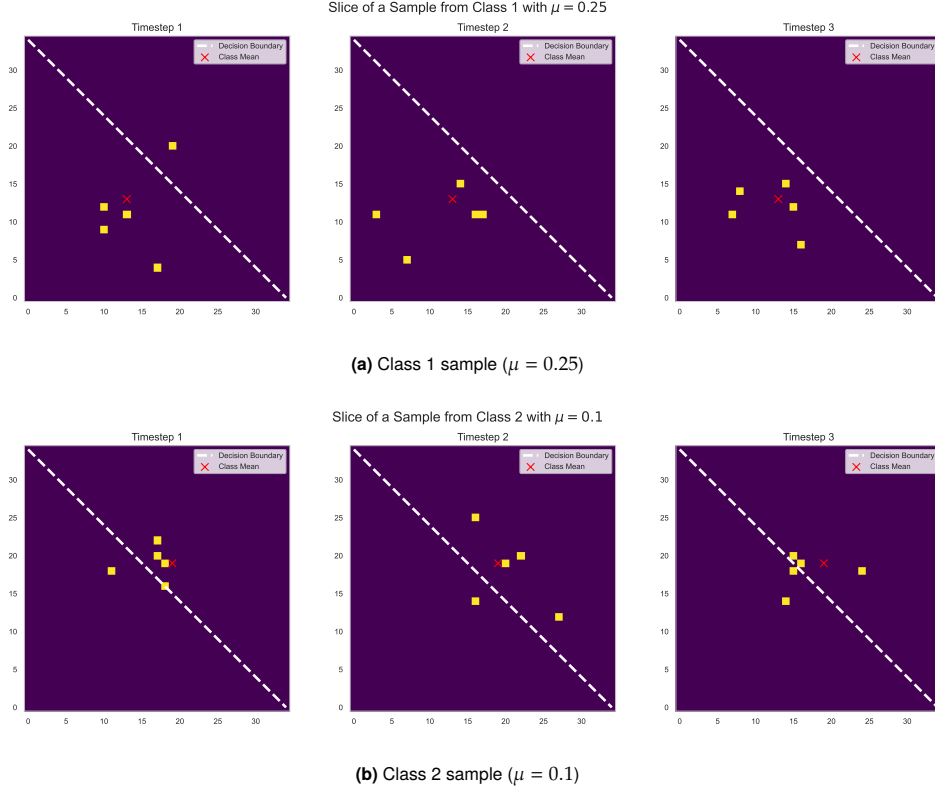 Slice of a Sample from Class 1 with μ = 0.25
Timestep 1
Timestep 2
Timestep 3
Decision Boundary
Class Mean
Decision Boundary
Class Mean
Decision Boundary
Class Mean
30
25
20
15
10
5
0
0 5 10 15 20 25 30
30
25
20
15
10
5
0
0 5 10 15 20 25 30
30
25
20
15
10
5
0
0 5 10 15 20 25 30
(a) Class 1 sample (μ = 0.25)
Slice of a Sample from Class 2 with μ = 0.1
Timestep 1
Timestep 2
Timestep 3
Decision Boundary
Class Mean
Decision Boundary
Class Mean
Decision Boundary
Class Mean
30
25
20
15
10
5
0
0 5 10 15 20 25 30
30
25
20
15
10
5
0
0 5 10 15 20 25 30
30
25
20
15
10
5
0
0 5 10 15 20 25 30
(b) Class 2 sample (μ = 0.1)